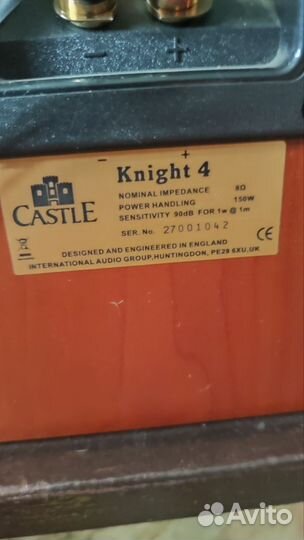 - +
- +
Knight 4
CASTLE
NOMINAL IMPEDANCE 8Ω
POWER HANDLING 150W
SENSITIVITY 90dB FOR 1w @ 1m
SER. No. 27001042
CE
DESIGNED AND ENGINEERED IN ENGLAND
INTERNATIONAL AUDIO GROUP, HUNTINGDON, PE29 6XU, UK
Avito